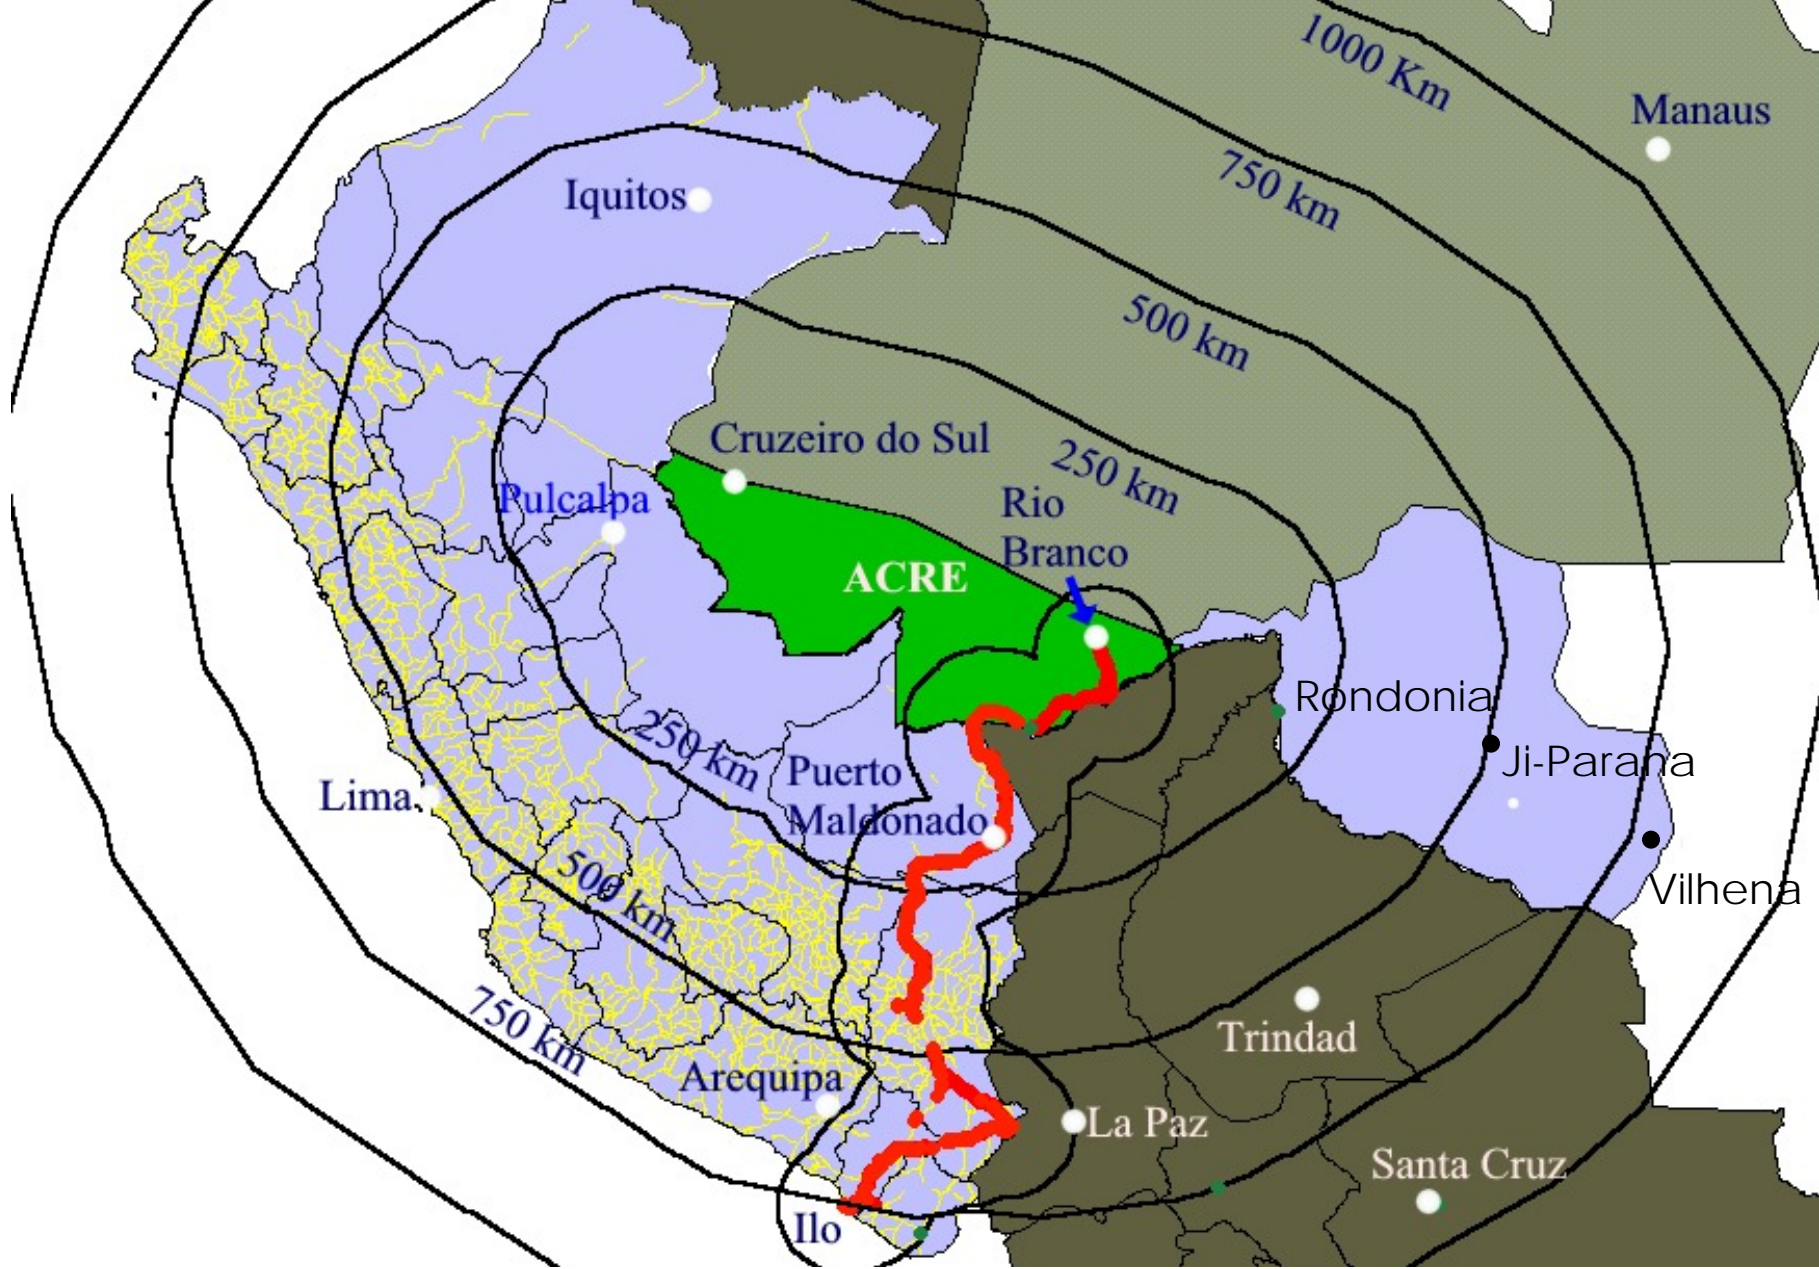 1000 Km
Manaus
750 km
Iquitos
500 km
Cruzeiro do Sul
250 km
Rio
Branco
Pulcalpa
ACRE
Rondonia
250 km
Ji-Parana
Puerto
Maldonado
Lima
500 km
Vilhena
750 km
Trindad
Arequipa
La Paz
Santa Cruz
Ilo